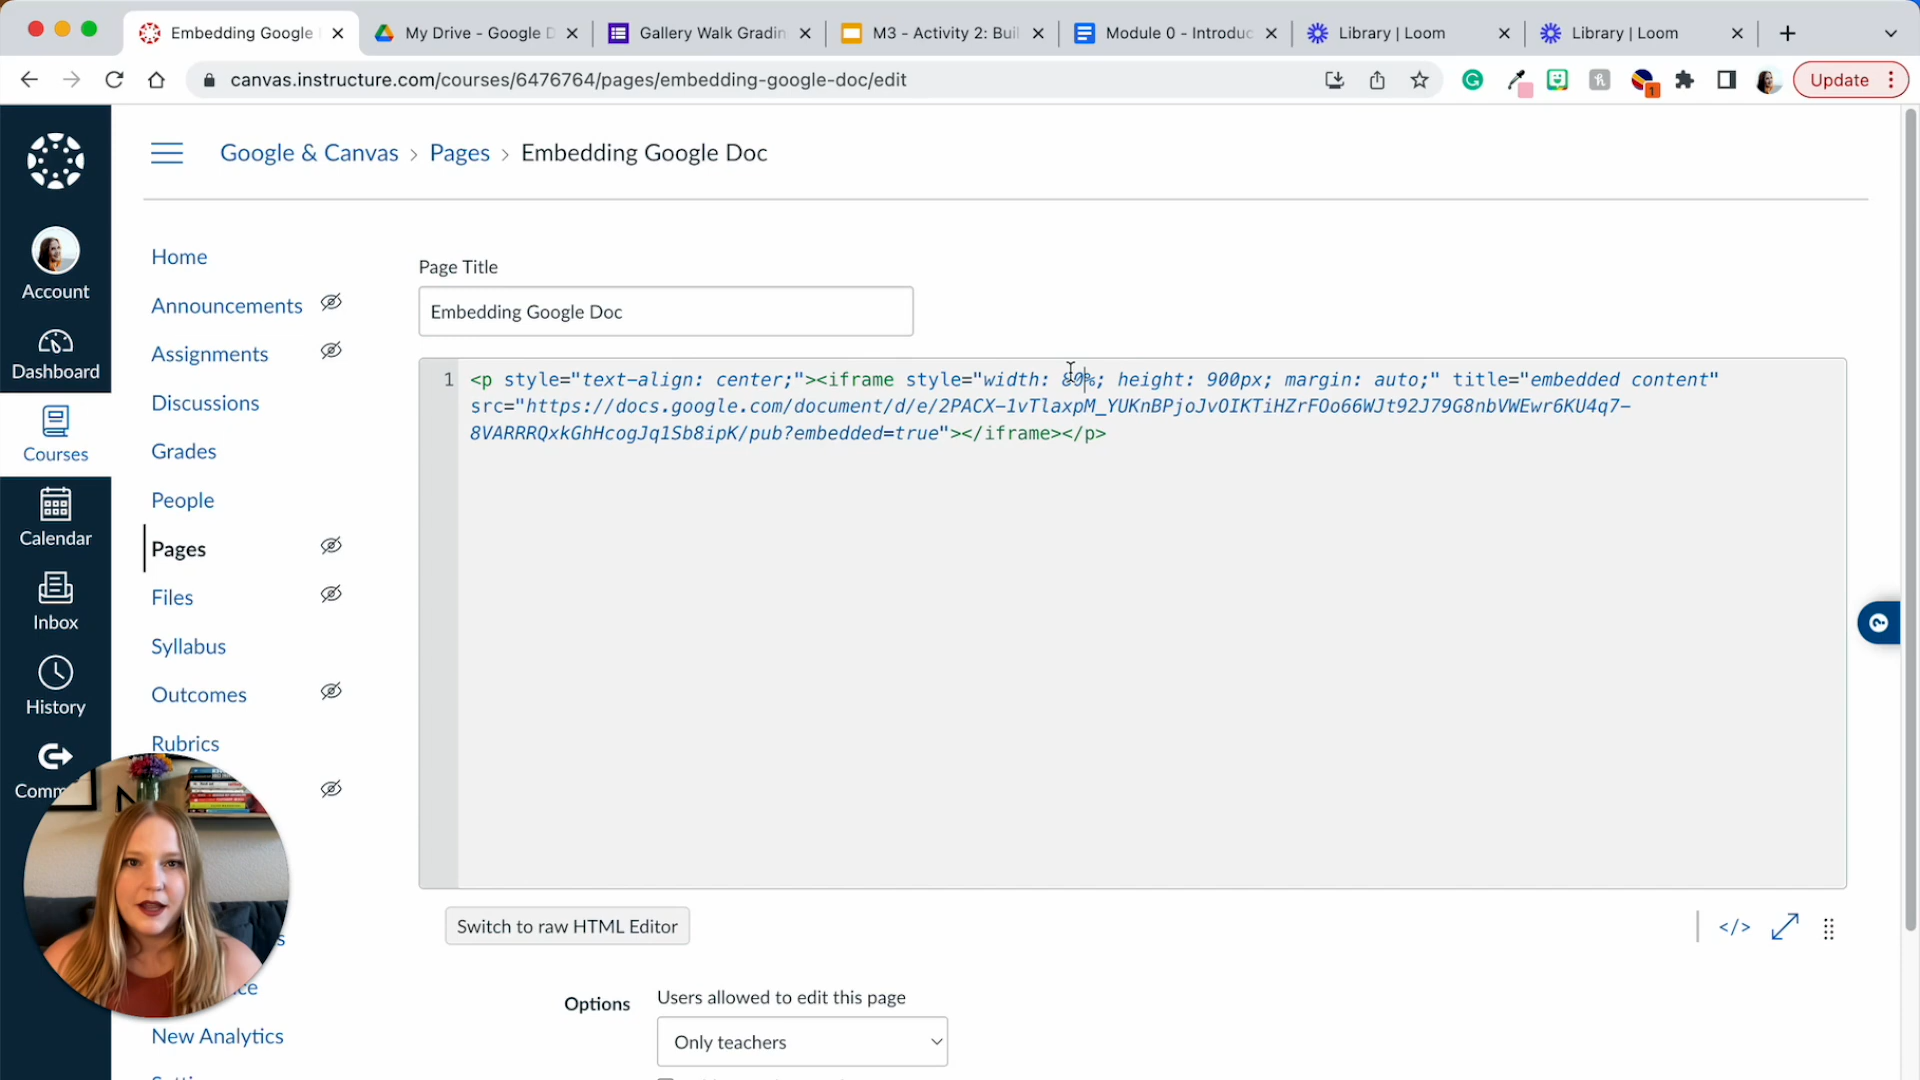 Embedding Google
My Drive - Google D
Gallery Walk Gradin
M3 - Activity 2: Buil
Module 0 - Introduc
Library | Loom
Library | Loom
canvas.instructure.com/courses/6476764/pages/embedding-google-doc/edit
1
Update
Google & Canvas > Pages > Embedding Google Doc
Account
Dashboard
Courses
Calendar
Inbox
History
Comm
Home
Announcements
Assignments
Discussions
Grades
People
Pages
Files
Syllabus
Outcomes
Rubrics
s
ce
New Analytics
Page Title
Embedding Google Doc
1 <p style="text-align: center;"><iframe style="width: 80%; height: 900px; margin: auto;" title="embedded content"
src="https://docs.google.com/document/d/e/2PACX-1vTlaxpM_YUKnBPjoJvOIKTiHZrFOo66WJt92J79G8nbVWEwr6KU4q7-
8VARRRQxkGhHcogJq1Sb8ipK/pub?embedded=true"></iframe></p>
Switch to raw HTML Editor
</>
Options
Users allowed to edit this page
Only teachers